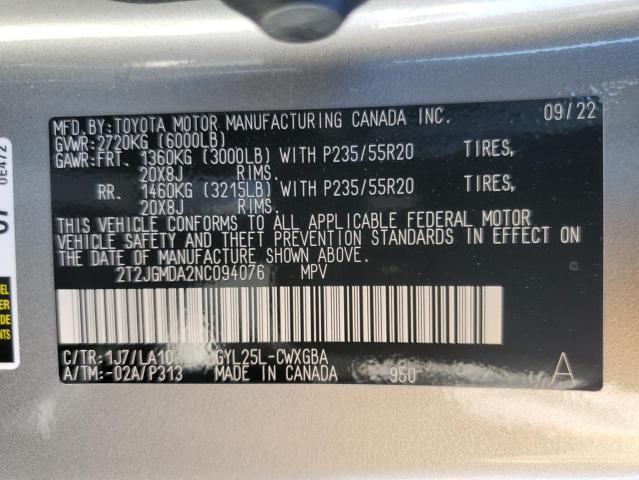 MFD.BY:TOYOTA MOTOR MANUFACTURING CANADA INC. 09/22
GVWR:2720KG (6000LB)
GAWR:FRT. 1360KG (3000LB) WITH P235/55R20 TIRES,
20X8J RIMS.
RR. 1460KG (3215LB) WITH P235/55R20 TIRES,
20X8J RIMS.
THIS VEHICLE CONFORMS TO ALL APPLICABLE FEDERAL MOTOR
VEHICLE SAFETY AND THEFT PREVENTION STANDARDS IN EFFECT ON
THE DATE OF MANUFACTURE SHOWN ABOVE.
2T2JGMDA2NC094076 MPV
C/TR:1J7/LA10 GYL25L-CWXGBA
A/TM:-02A/P313 MADE IN CANADA 950 A
0E472